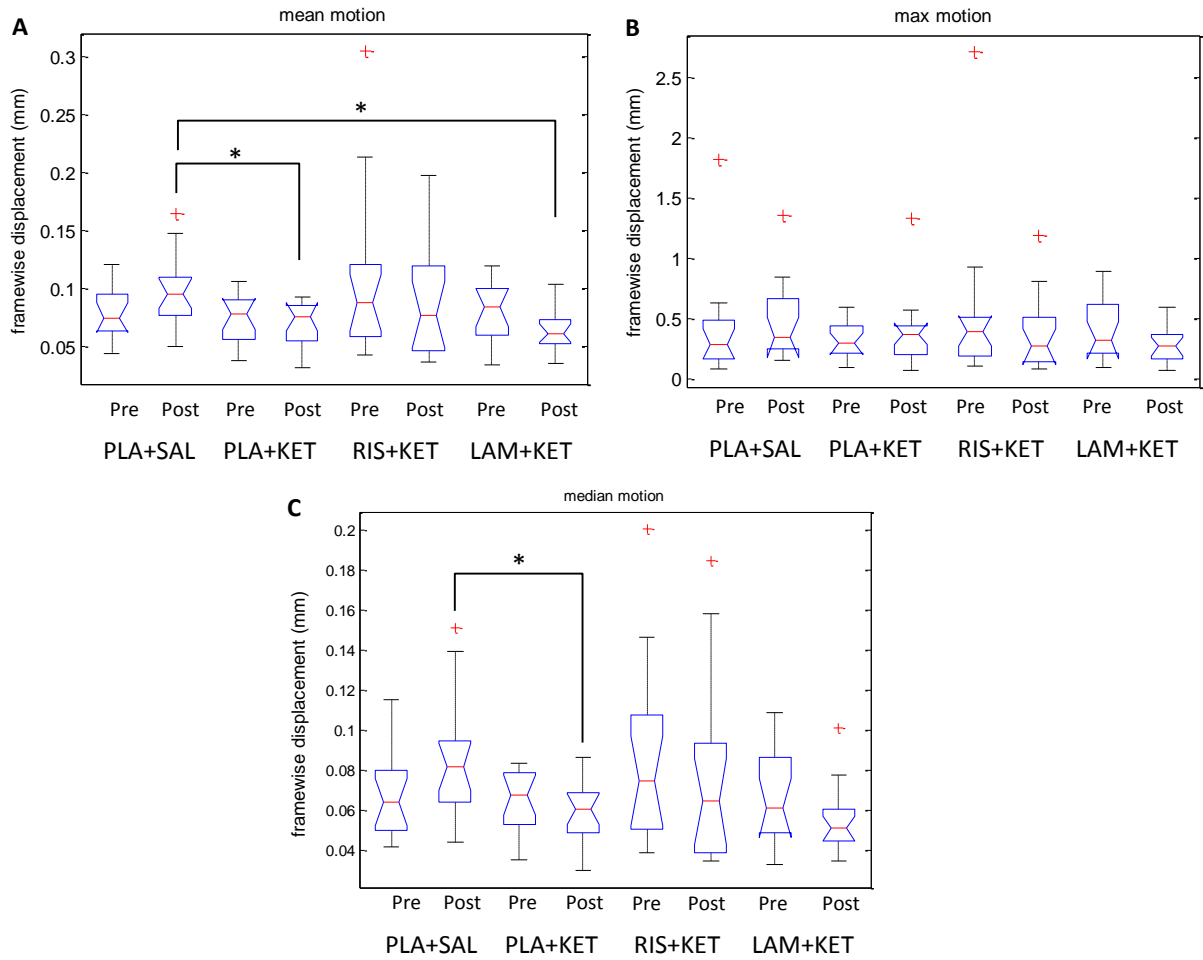 A
mean motion
framewise displacement (mm)
0.3
0.25
0.2
0.15
0.1
0.05
*
*
Pre Post Pre Post Pre Post Pre Post
PLA+SAL PLA+KET RIS+KET LAM+KET
B
max motion
framewise displacement (mm)
2.5
2
1.5
1
0.5
0
Pre Post Pre Post Pre Post Pre Post
PLA+SAL PLA+KET RIS+KET LAM+KET
C
median motion
framewise displacement (mm)
0.2
0.18
0.16
0.14
0.12
0.1
0.08
0.06
0.04
*
Pre Post Pre Post Pre Post Pre Post
PLA+SAL PLA+KET RIS+KET LAM+KET